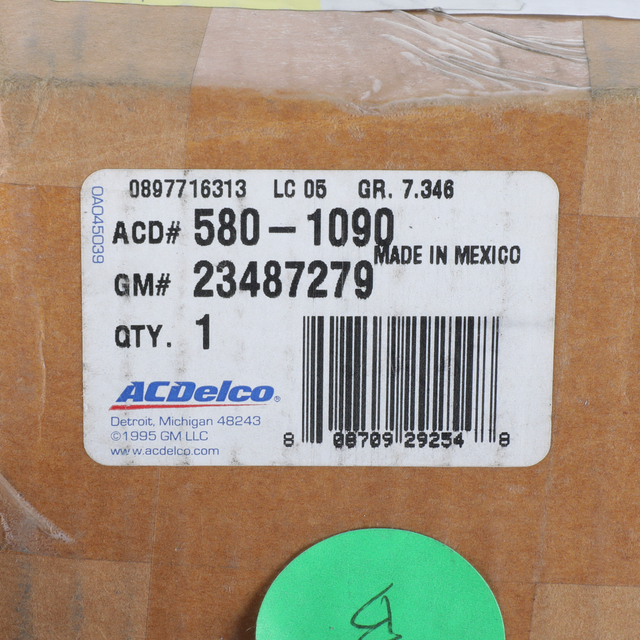 0897716313 LC 05 GR. 7.346
0A045039
ACD# 580-1090
MADE IN MEXICO
GM# 23487279
QTY. 1
ACDelco®
Detroit, Michigan 48243
©1995 GM LLC
www.acdelco.com
8 08709 29254 8